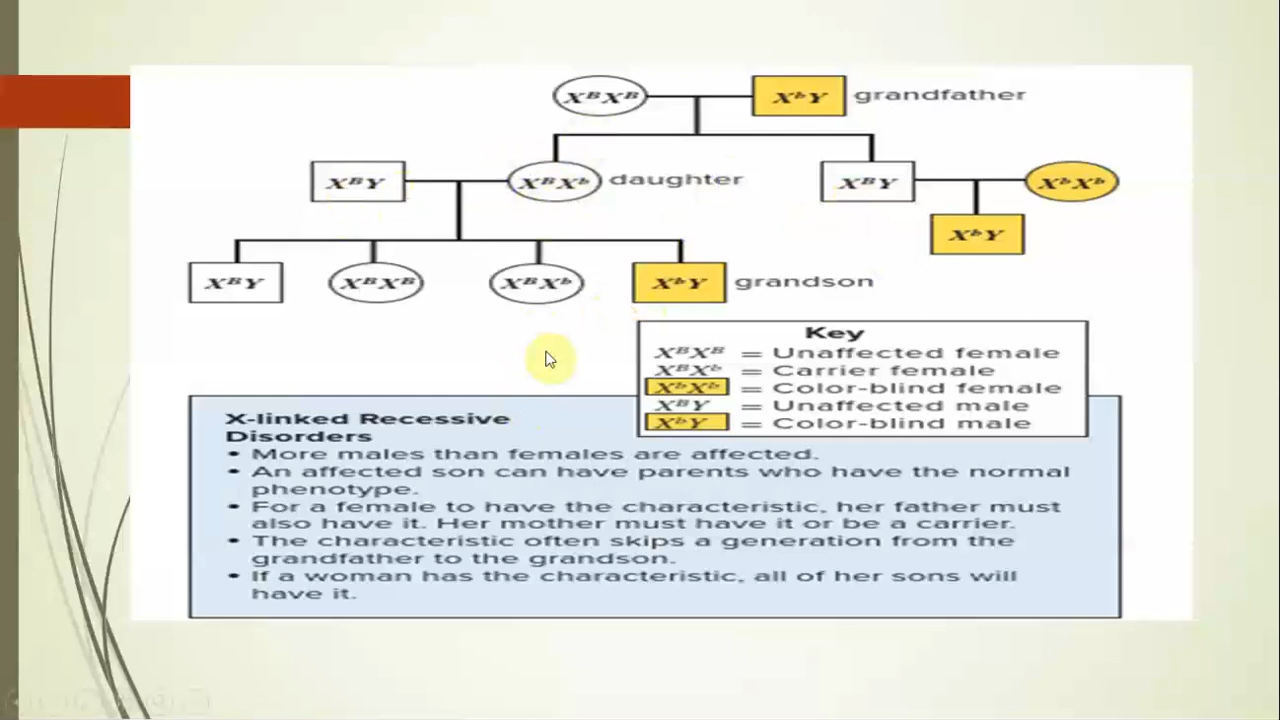 XᴮXᴮ XᵇY grandfather
XᴮY XᴮXᵇ daughter XᴮY XᵇXᵇ
XᵇY
XᴮY XᴮXᴮ XᴮXᵇ XᵇY grandson
Key
XᴮXᴮ = Unaffected female
XᴮXᵇ = Carrier female
XᵇXᵇ = Color-blind female
XᴮY = Unaffected male
XᵇY = Color-blind male
X-linked Recessive
Disorders
• More males than females are affected.
• An affected son can have parents who have the normal
phenotype.
• For a female to have the characteristic, her father must
also have it. Her mother must have it or be a carrier.
• The characteristic often skips a generation from the
grandfather to the grandson.
• If a woman has the characteristic, all of her sons will
have it.